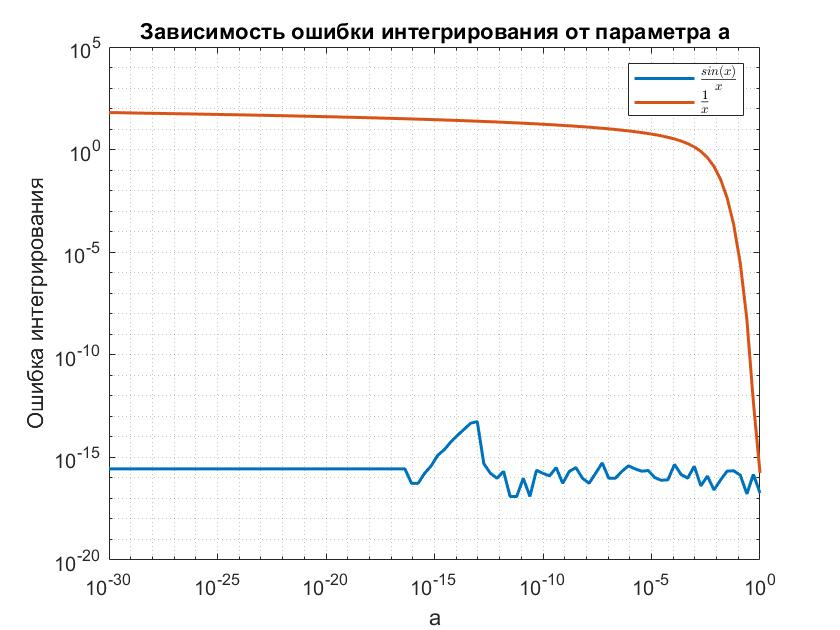 Зависимость ошибки интегрирования от параметра a
sin(x)/x
1/x
Ошибка интегрирования
10^5
10^0
10^-5
10^-10
10^-15
10^-20
10^-30 10^-25 10^-20 10^-15 10^-10 10^-5 10^0
a